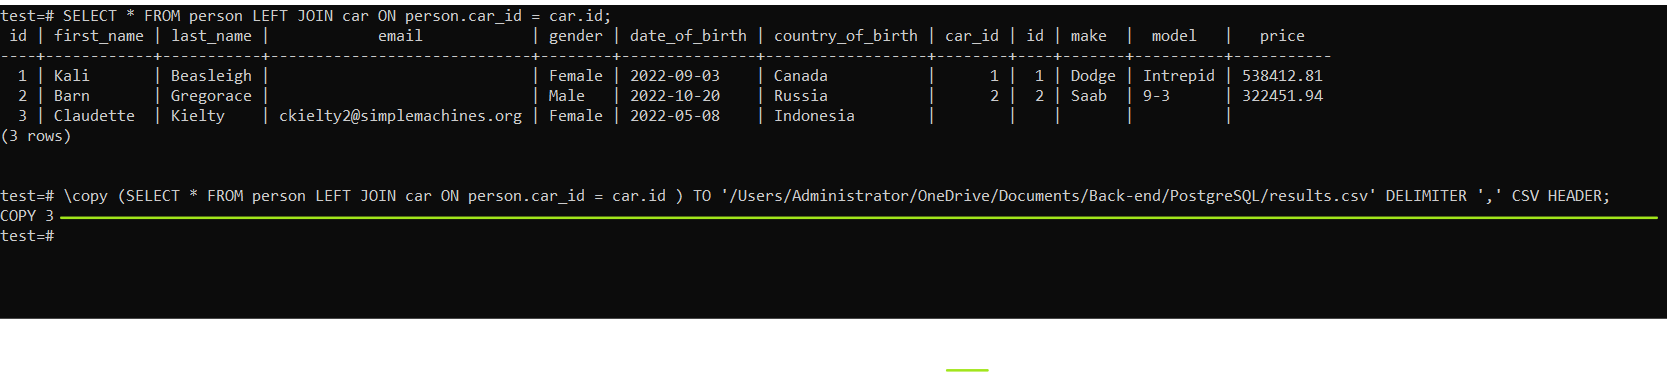 test=# SELECT * FROM person LEFT JOIN car ON person.car_id = car.id;
 id | first_name | last_name |            email            | gender | date_of_birth | country_of_birth | car_id | id | make  |  model   |   price
----+------------+-----------+-----------------------------+--------+---------------+------------------+--------+----+-------+----------+-----------
  1 | Kali       | Beasleigh |                             | Female | 2022-09-03    | Canada           |      1 |  1 | Dodge | Intrepid | 538412.81
  2 | Barn       | Gregorace |                             | Male   | 2022-10-20    | Russia           |      2 |  2 | Saab  | 9-3      | 322451.94
  3 | Claudette  | Kielty    | ckielty2@simplemachines.org | Female | 2022-05-08    | Indonesia        |        |    |       |          |
(3 rows)
test=# \copy (SELECT * FROM person LEFT JOIN car ON person.car_id = car.id ) TO '/Users/Administrator/OneDrive/Documents/Back-end/PostgreSQL/results.csv' DELIMITER ',' CSV HEADER;
COPY 3
test=#